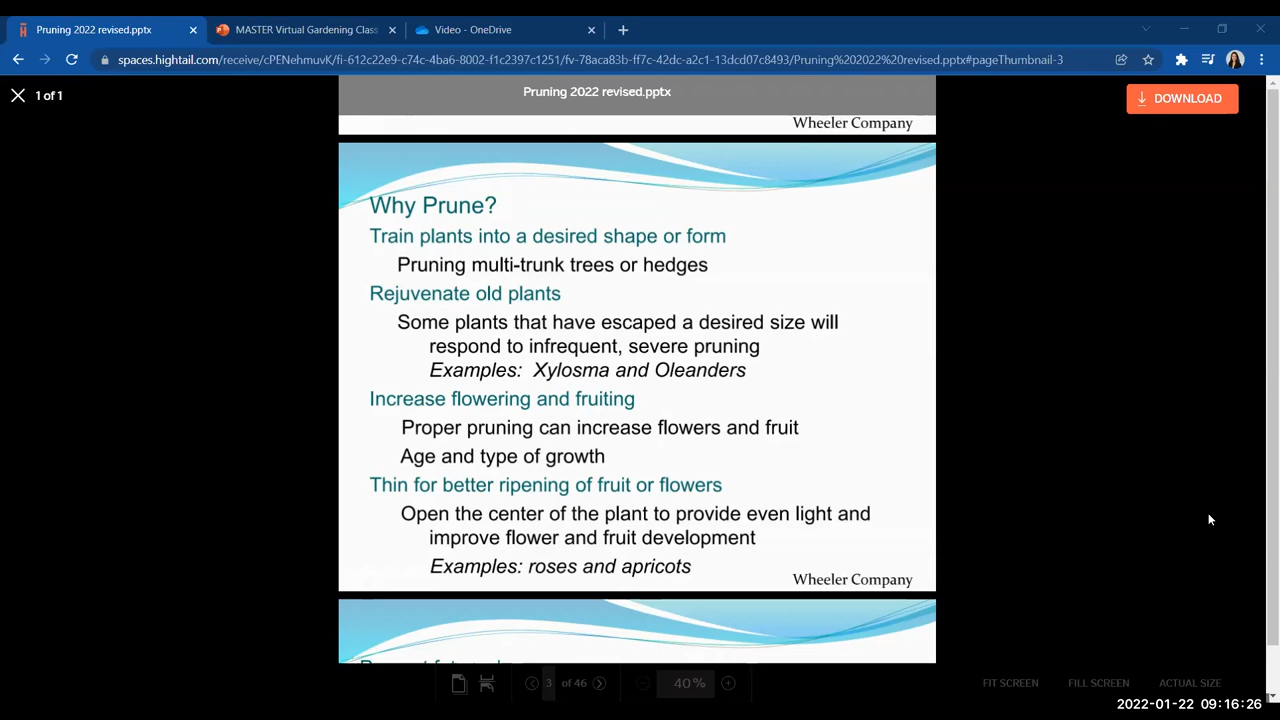 Pruning 2022 revised.pptx
MASTER Virtual Gardening Class
Video - OneDrive
spaces.hightail.com/receive/cPENehmuvK/fi-612c22e9-c74c-4ba6-8002-f1c2397c1251/fv-78aca83b-ff7c-42dc-a2c1-13dcd07c8493/Pruning%202022%20revised.pptx#pageThumbnail-3
1 of 1
Pruning 2022 revised.pptx
DOWNLOAD
Wheeler Company
Why Prune?
Train plants into a desired shape or form
Pruning multi-trunk trees or hedges
Rejuvenate old plants
Some plants that have escaped a desired size will
respond to infrequent, severe pruning
Examples: Xylosma and Oleanders
Increase flowering and fruiting
Proper pruning can increase flowers and fruit
Age and type of growth
Thin for better ripening of fruit or flowers
Open the center of the plant to provide even light and
improve flower and fruit development
Examples: roses and apricots
Wheeler Company
3 of 46
40%
FIT SCREEN
FILL SCREEN
ACTUAL SIZE
2022-01-22 09:16:26